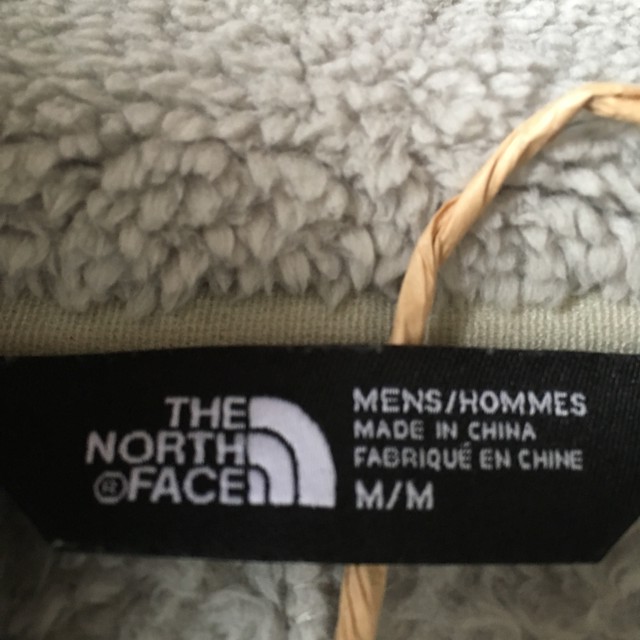 THE
NORTH
®FACE
MENS/HOMMES
MADE IN CHINA
FABRIQUÉ EN CHINE
M/M